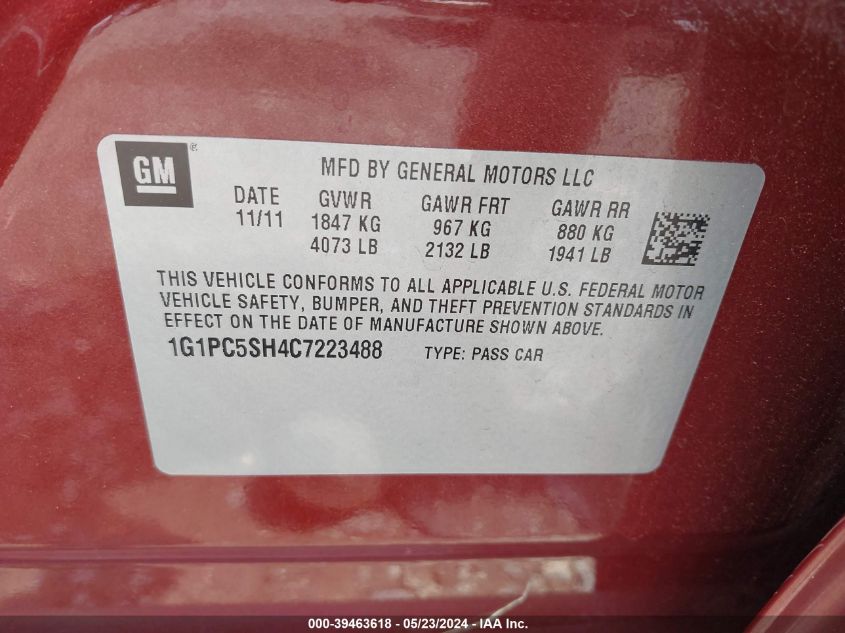 GM ®
MFD BY GENERAL MOTORS LLC
DATE GVWR GAWR FRT GAWR RR
11/11 1847 KG 967 KG 880 KG
4073 LB 2132 LB 1941 LB
THIS VEHICLE CONFORMS TO ALL APPLICABLE U.S. FEDERAL MOTOR
VEHICLE SAFETY, BUMPER, AND THEFT PREVENTION STANDARDS IN
EFFECT ON THE DATE OF MANUFACTURE SHOWN ABOVE.
1G1PC5SH4C7223488 TYPE: PASS CAR
000-39463618 - 05/23/2024 - IAA Inc.